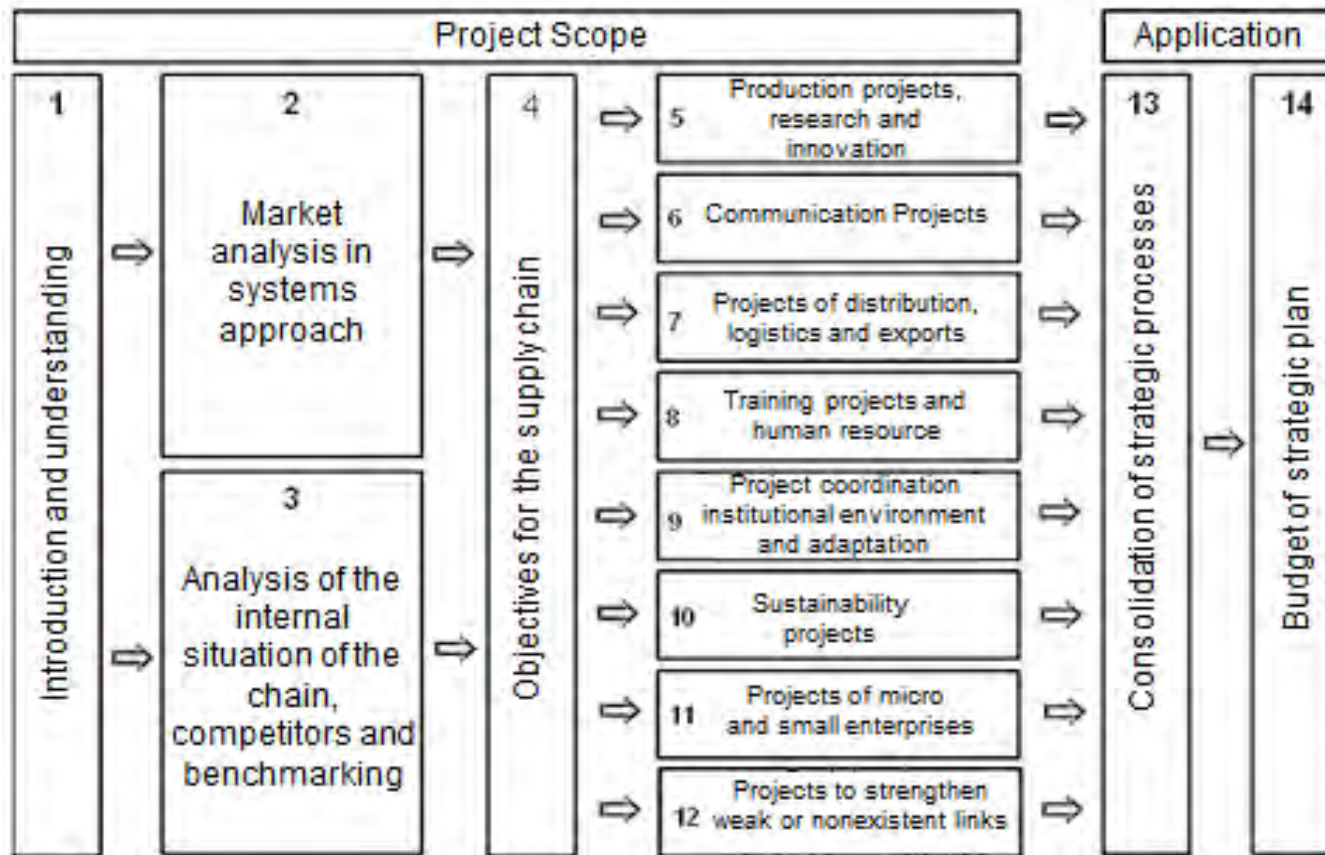 Project Scope
Application
1
Introduction and understanding
2
Market
analysis in
systems
approach
3
Analysis of the
internal
situation of the
chain,
competitors and
benchmarking
4
Objectives for the supply chain
5
Production projects,
research and
innovation
6 Communication Projects
7
Projects of distribution,
logistics and exports
8
Training projects and
human resource
9
Project coordination
institutional environment
and adaptation
10
Sustainability
projects
11
Projects of micro
and small enterprises
12
Projects to strengthen
weak or nonexistent links
13
Consolidation of strategic processes
14
Budget of strategic plan